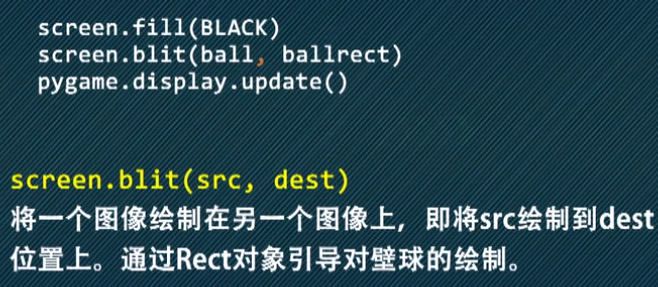 screen.fill(BLACK)
screen.blit(ball, ballrect)
pygame.display.update()
screen.blit(src, dest)
将一个图像绘制在另一个图像上，即将src绘制到dest
位置上。通过Rect对象引导对壁球的绘制。